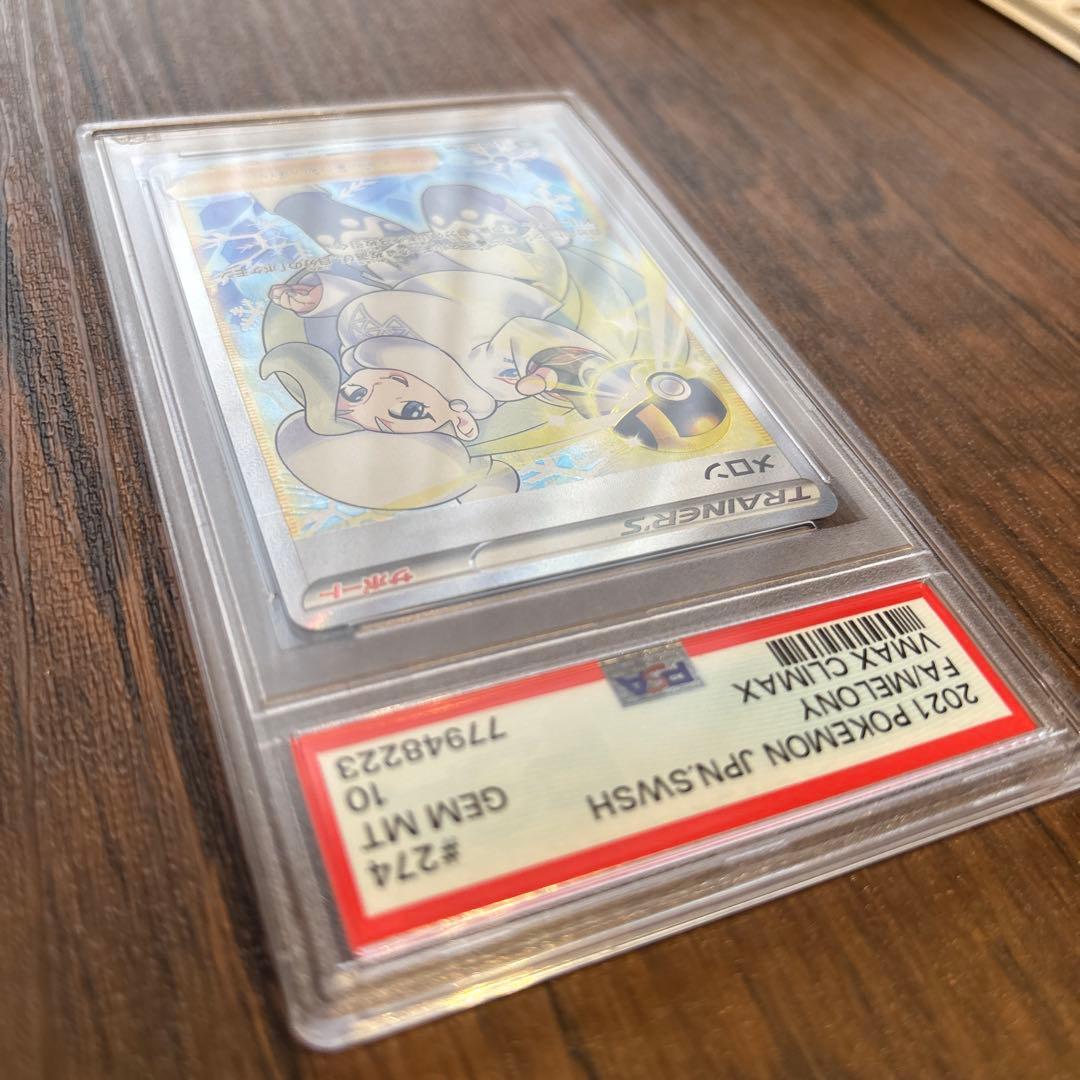 2021 POKEMON JPN.SWSH #274
FA/MELONY GEM MT
VMAX CLIMAX 10
PSA 77948223
サポート TRAINER'S
メロン